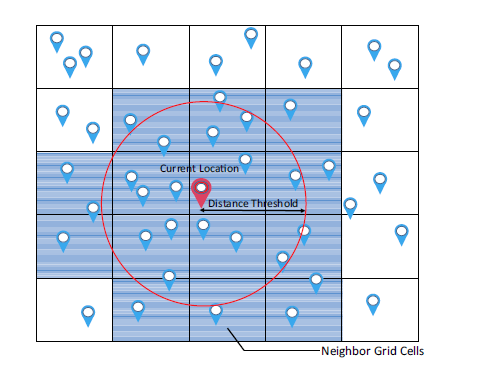 Current Location
Distance Threshold
Neighbor Grid Cells